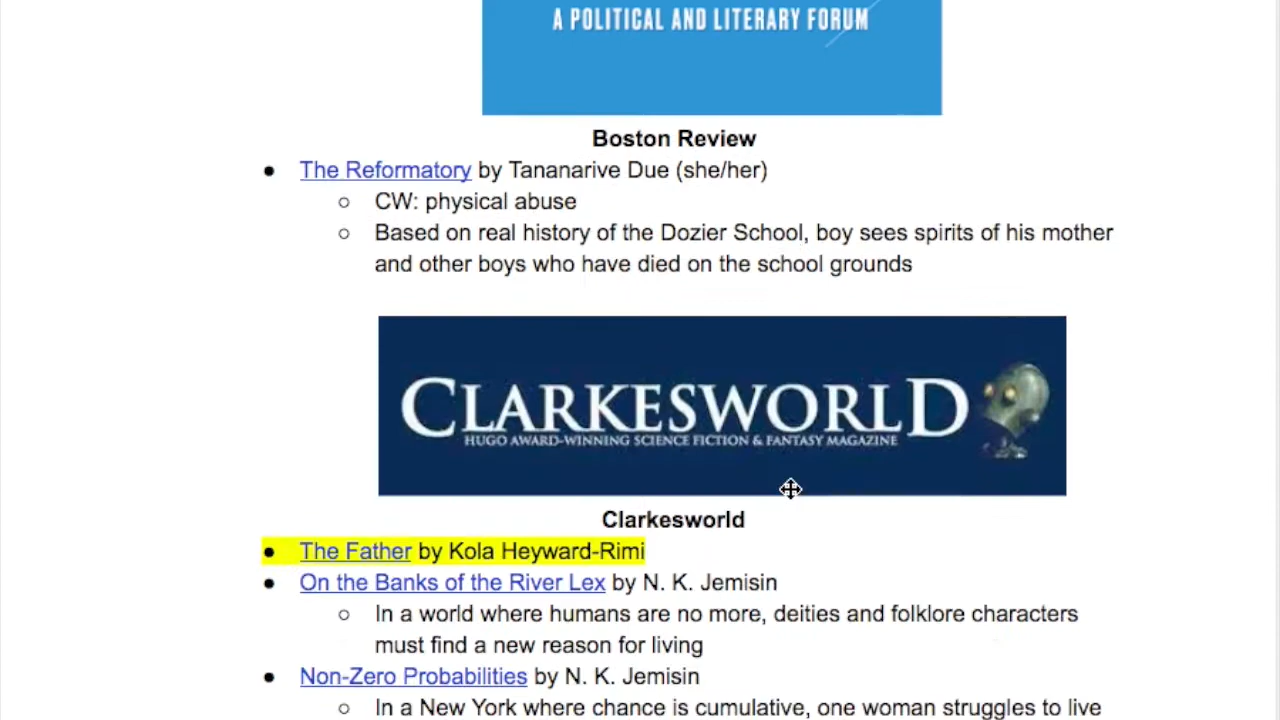 A POLITICAL AND LITERARY FORUM
Boston Review
● The Reformatory by Tananarive Due (she/her)
○ CW: physical abuse
○ Based on real history of the Dozier School, boy sees spirits of his mother
and other boys who have died on the school grounds
CLARKESWORLD
HUGO AWARD-WINNING SCIENCE FICTION & FANTASY MAGAZINE
Clarkesworld
● The Father by Kola Heyward-Rimi
● On the Banks of the River Lex by N. K. Jemisin
○ In a world where humans are no more, deities and folklore characters
must find a new reason for living
● Non-Zero Probabilities by N. K. Jemisin
○ In a New York where chance is cumulative, one woman struggles to live